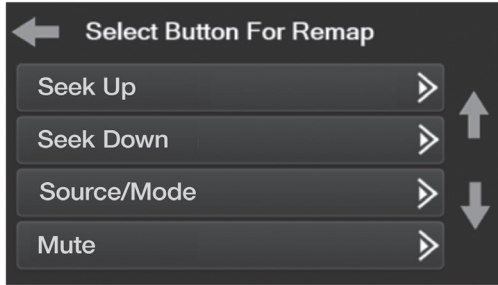 Select Button For Remap
Seek Up
Seek Down
Source/Mode
Mute